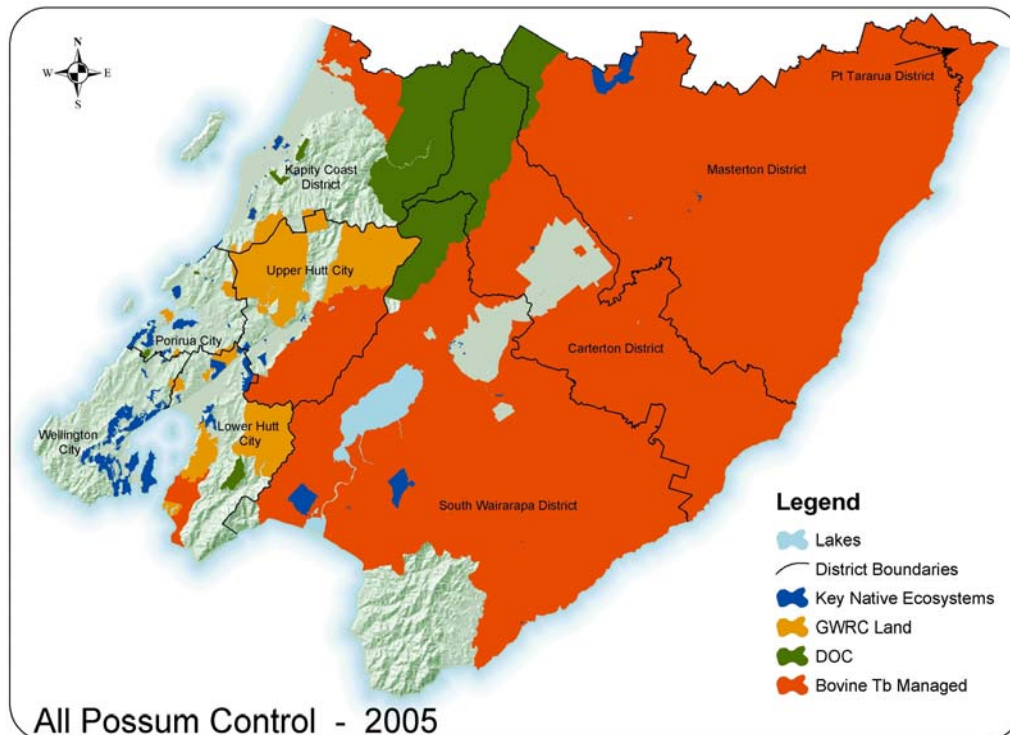 N
W E
S
Pt Tararua District
Masterton District
Kapity Coast
District
Upper Hutt City
Porirua City
Carterton District
Wellington
City
Lower Hutt
City
South Wairarapa District
Legend
Lakes
District Boundaries
Key Native Ecosystems
GWRC Land
DOC
Bovine Tb Managed
All Possum Control - 2005